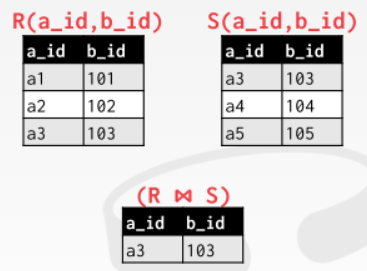 R(a_id,b_id) S(a_id,b_id)
a_id b_id a_id b_id
a1 101 a3 103
a2 102 a4 104
a3 103 a5 105
(R ⋈ S)
a_id b_id
a3 103